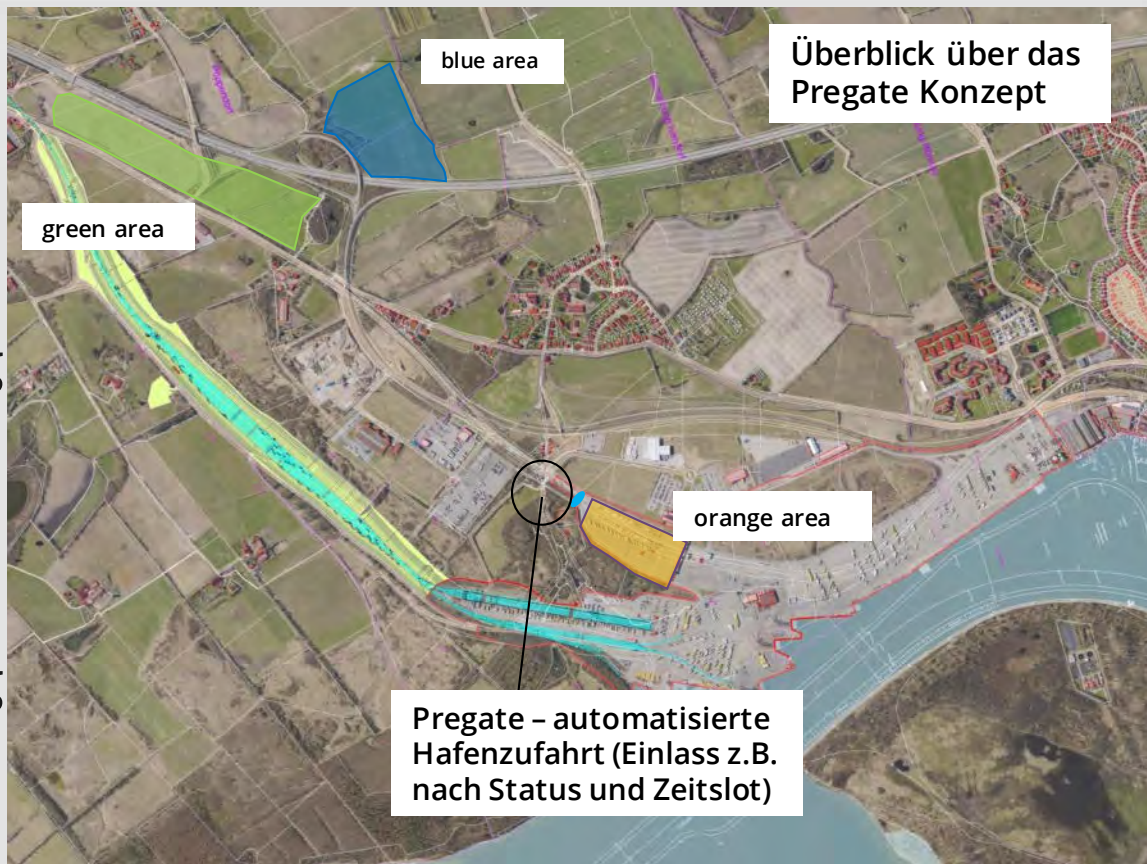 blue area
Überblick über das
Pregate Konzept
green area
orange area
Pregate – automatisierte
Hafenzufahrt (Einlass z.B.
nach Status und Zeitslot)